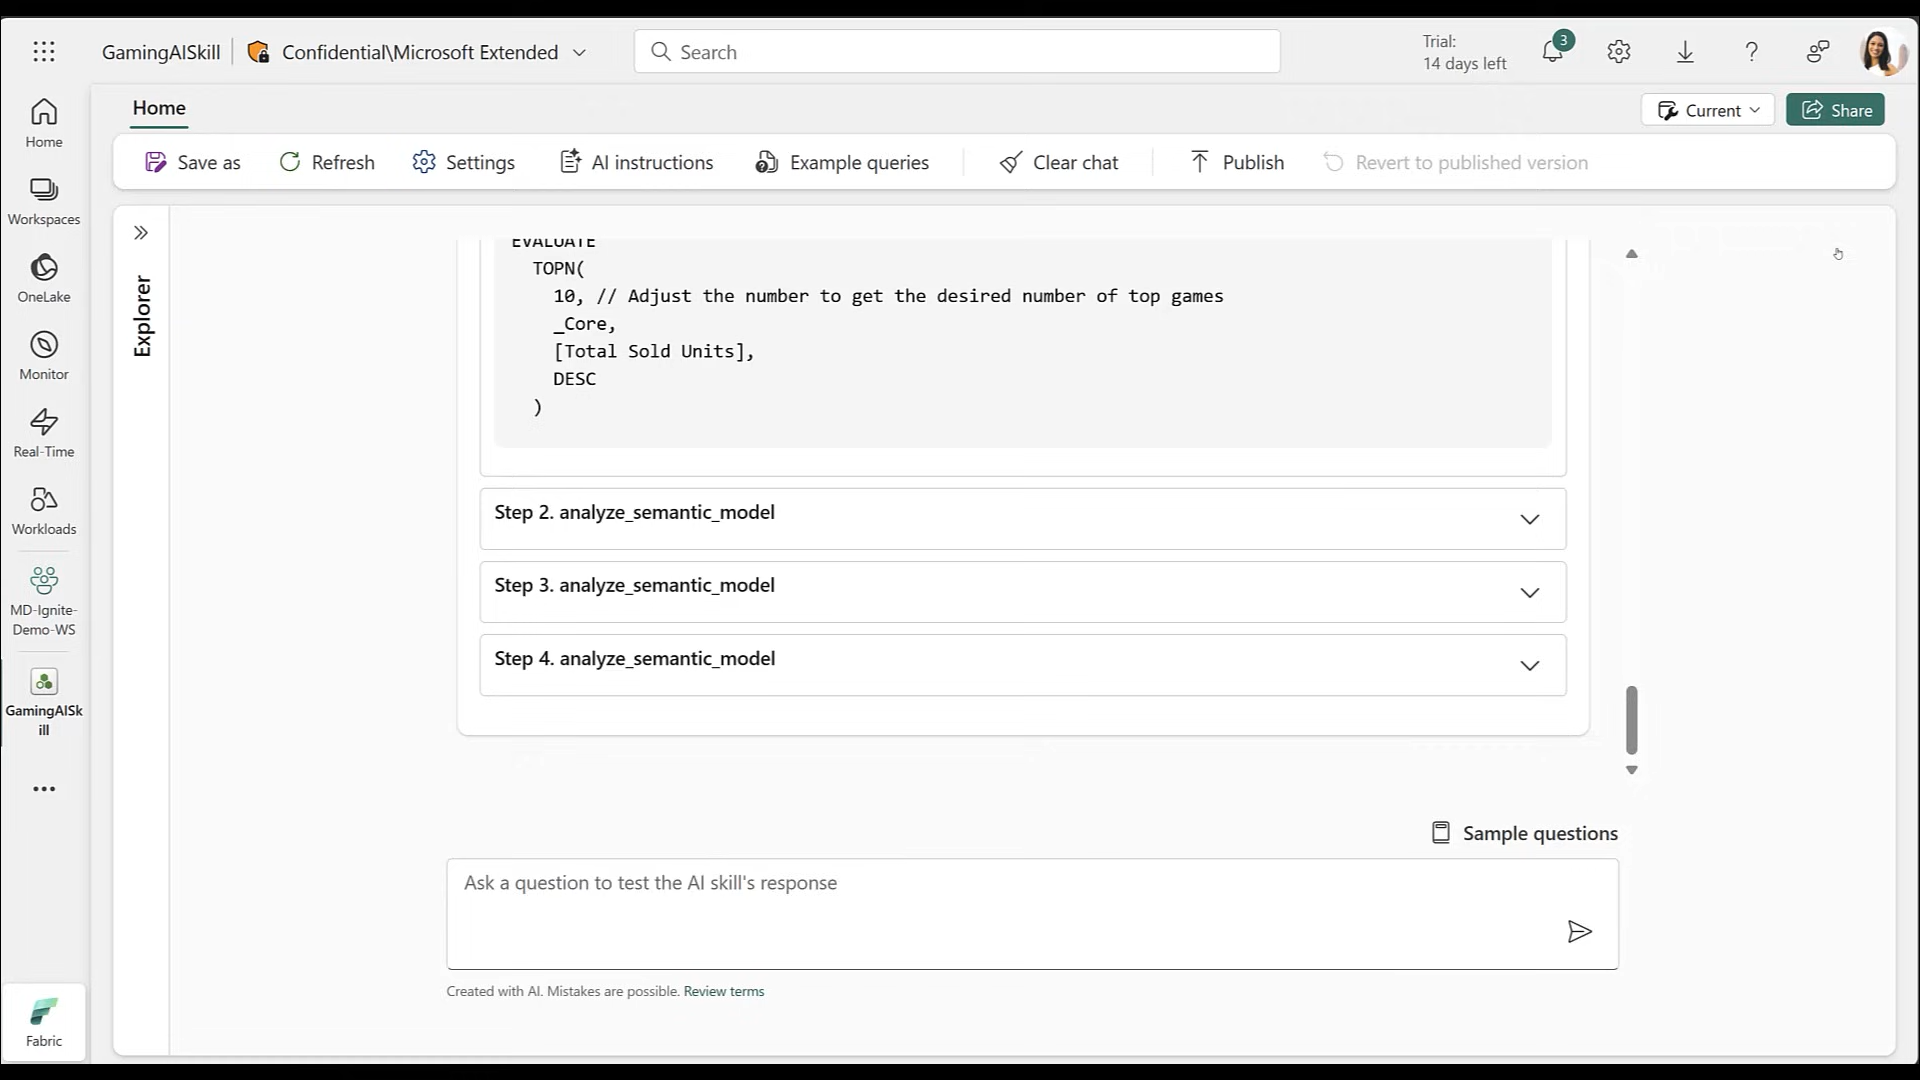 GamingAISkill
Confidential\Microsoft Extended
Search
Trial:
14 days left
3
Home
Current
Share
Save as
Refresh
Settings
AI instructions
Example queries
Clear chat
Publish
Revert to published version
Home
Workspaces
OneLake
Monitor
Real-Time
Workloads
MD-Ignite-
Demo-WS
GamingAISk
ill
Fabric
Explorer
EVALUATE
TOPN(
10, // Adjust the number to get the desired number of top games
_Core,
[Total Sold Units],
DESC
)
Step 2. analyze_semantic_model
Step 3. analyze_semantic_model
Step 4. analyze_semantic_model
Sample questions
Ask a question to test the AI skill's response
Created with AI. Mistakes are possible. Review terms